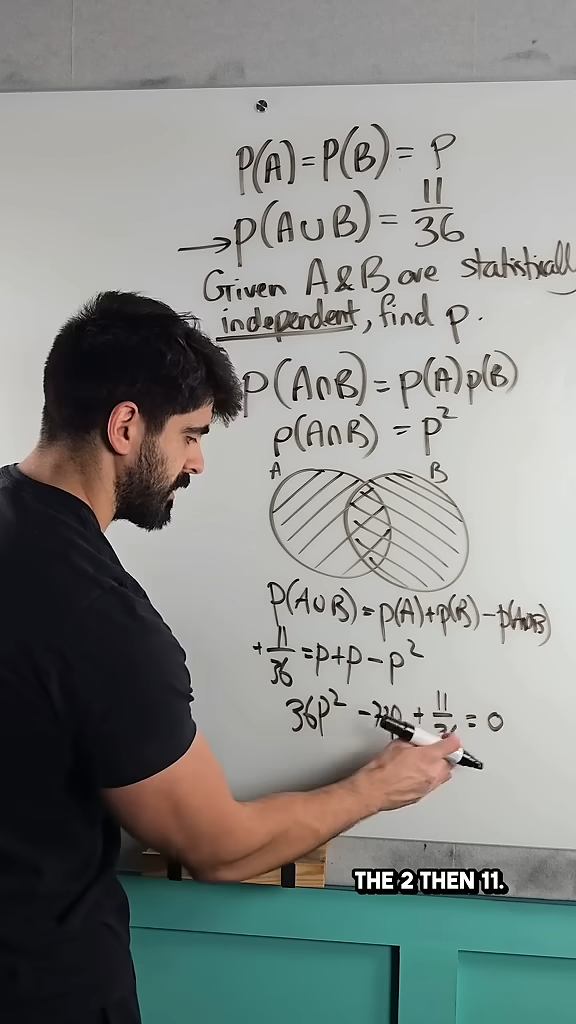 P(A) = P(B) = P
→ P(A∪B) = 11/36
Given A & B are statistically
independent, find p.
P(A∩B) = P(A)P(B)
P(A∩B) = P²
A B
P(A∪B) = P(A) + P(B) - P(A∩B)
+ 11/36 = P + P - P²
36P² - 72P + 11/36 = 0
THE 2 THEN 11.